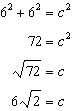 6² + 6² = c²
72 = c²
√72 = c
6√2 = c